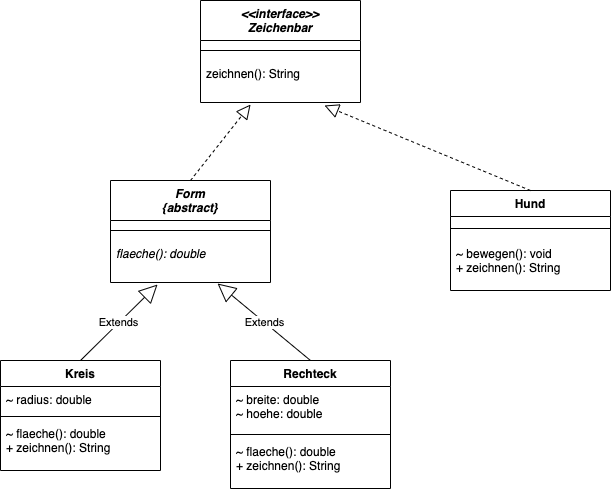 <<interface>>
Zeichenbar
zeichnen(): String
Form
{abstract}
flaeche(): double
Hund
~ bewegen(): void
+ zeichnen(): String
Extends
Extends
Kreis
~ radius: double
~ flaeche(): double
+ zeichnen(): String
Rechteck
~ breite: double
~ hoehe: double
~ flaeche(): double
+ zeichnen(): String